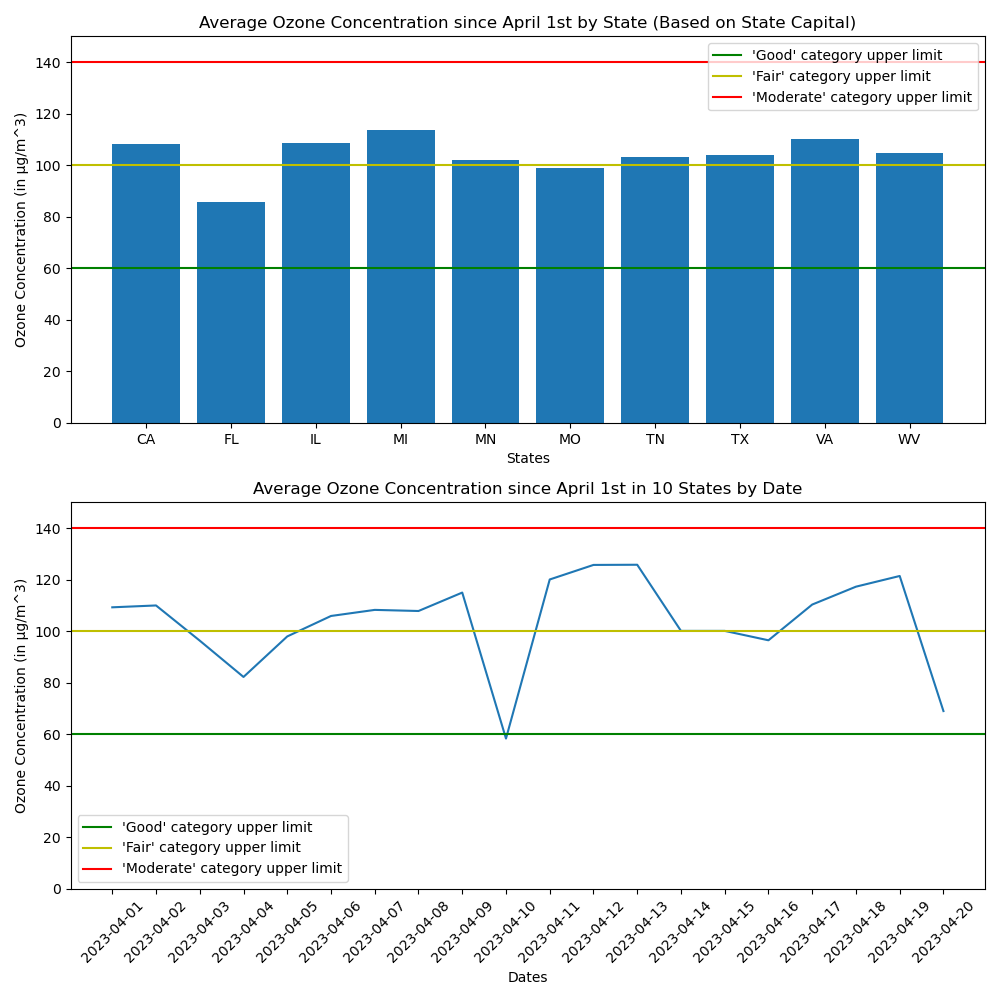 Average Ozone Concentration since April 1st by State (Based on State Capital)
'Good' category upper limit
'Fair' category upper limit
'Moderate' category upper limit
Ozone Concentration (in µg/m^3)
140
120
100
80
60
40
20
0
CA FL IL MI MN MO TN TX VA WV
States
Average Ozone Concentration since April 1st in 10 States by Date
Ozone Concentration (in µg/m^3)
140
120
100
80
60
40
20
0
'Good' category upper limit
'Fair' category upper limit
'Moderate' category upper limit
2023-04-01 2023-04-02 2023-04-03 2023-04-04 2023-04-05 2023-04-06 2023-04-07 2023-04-08 2023-04-09 2023-04-10 2023-04-11 2023-04-12 2023-04-13 2023-04-14 2023-04-15 2023-04-16 2023-04-17 2023-04-18 2023-04-19 2023-04-20
Dates